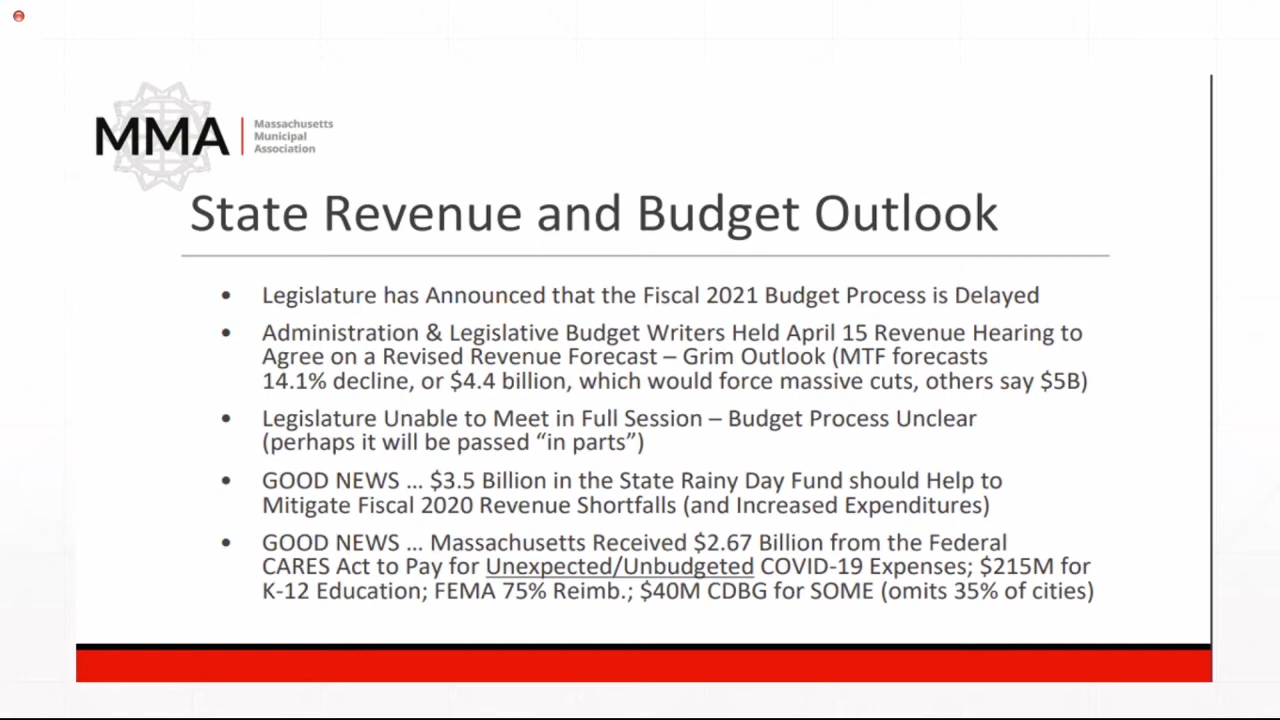 MMA
Massachusetts
Municipal
Association
State Revenue and Budget Outlook
• Legislature has Announced that the Fiscal 2021 Budget Process is Delayed
• Administration & Legislative Budget Writers Held April 15 Revenue Hearing to
Agree on a Revised Revenue Forecast – Grim Outlook (MTF forecasts
14.1% decline, or $4.4 billion, which would force massive cuts, others say $5B)
• Legislature Unable to Meet in Full Session – Budget Process Unclear
(perhaps it will be passed “in parts”)
• GOOD NEWS … $3.5 Billion in the State Rainy Day Fund should Help to
Mitigate Fiscal 2020 Revenue Shortfalls (and Increased Expenditures)
• GOOD NEWS … Massachusetts Received $2.67 Billion from the Federal
CARES Act to Pay for Unexpected/Unbudgeted COVID-19 Expenses; $215M for
K-12 Education; FEMA 75% Reimb.; $40M CDBG for SOME (omits 35% of cities)